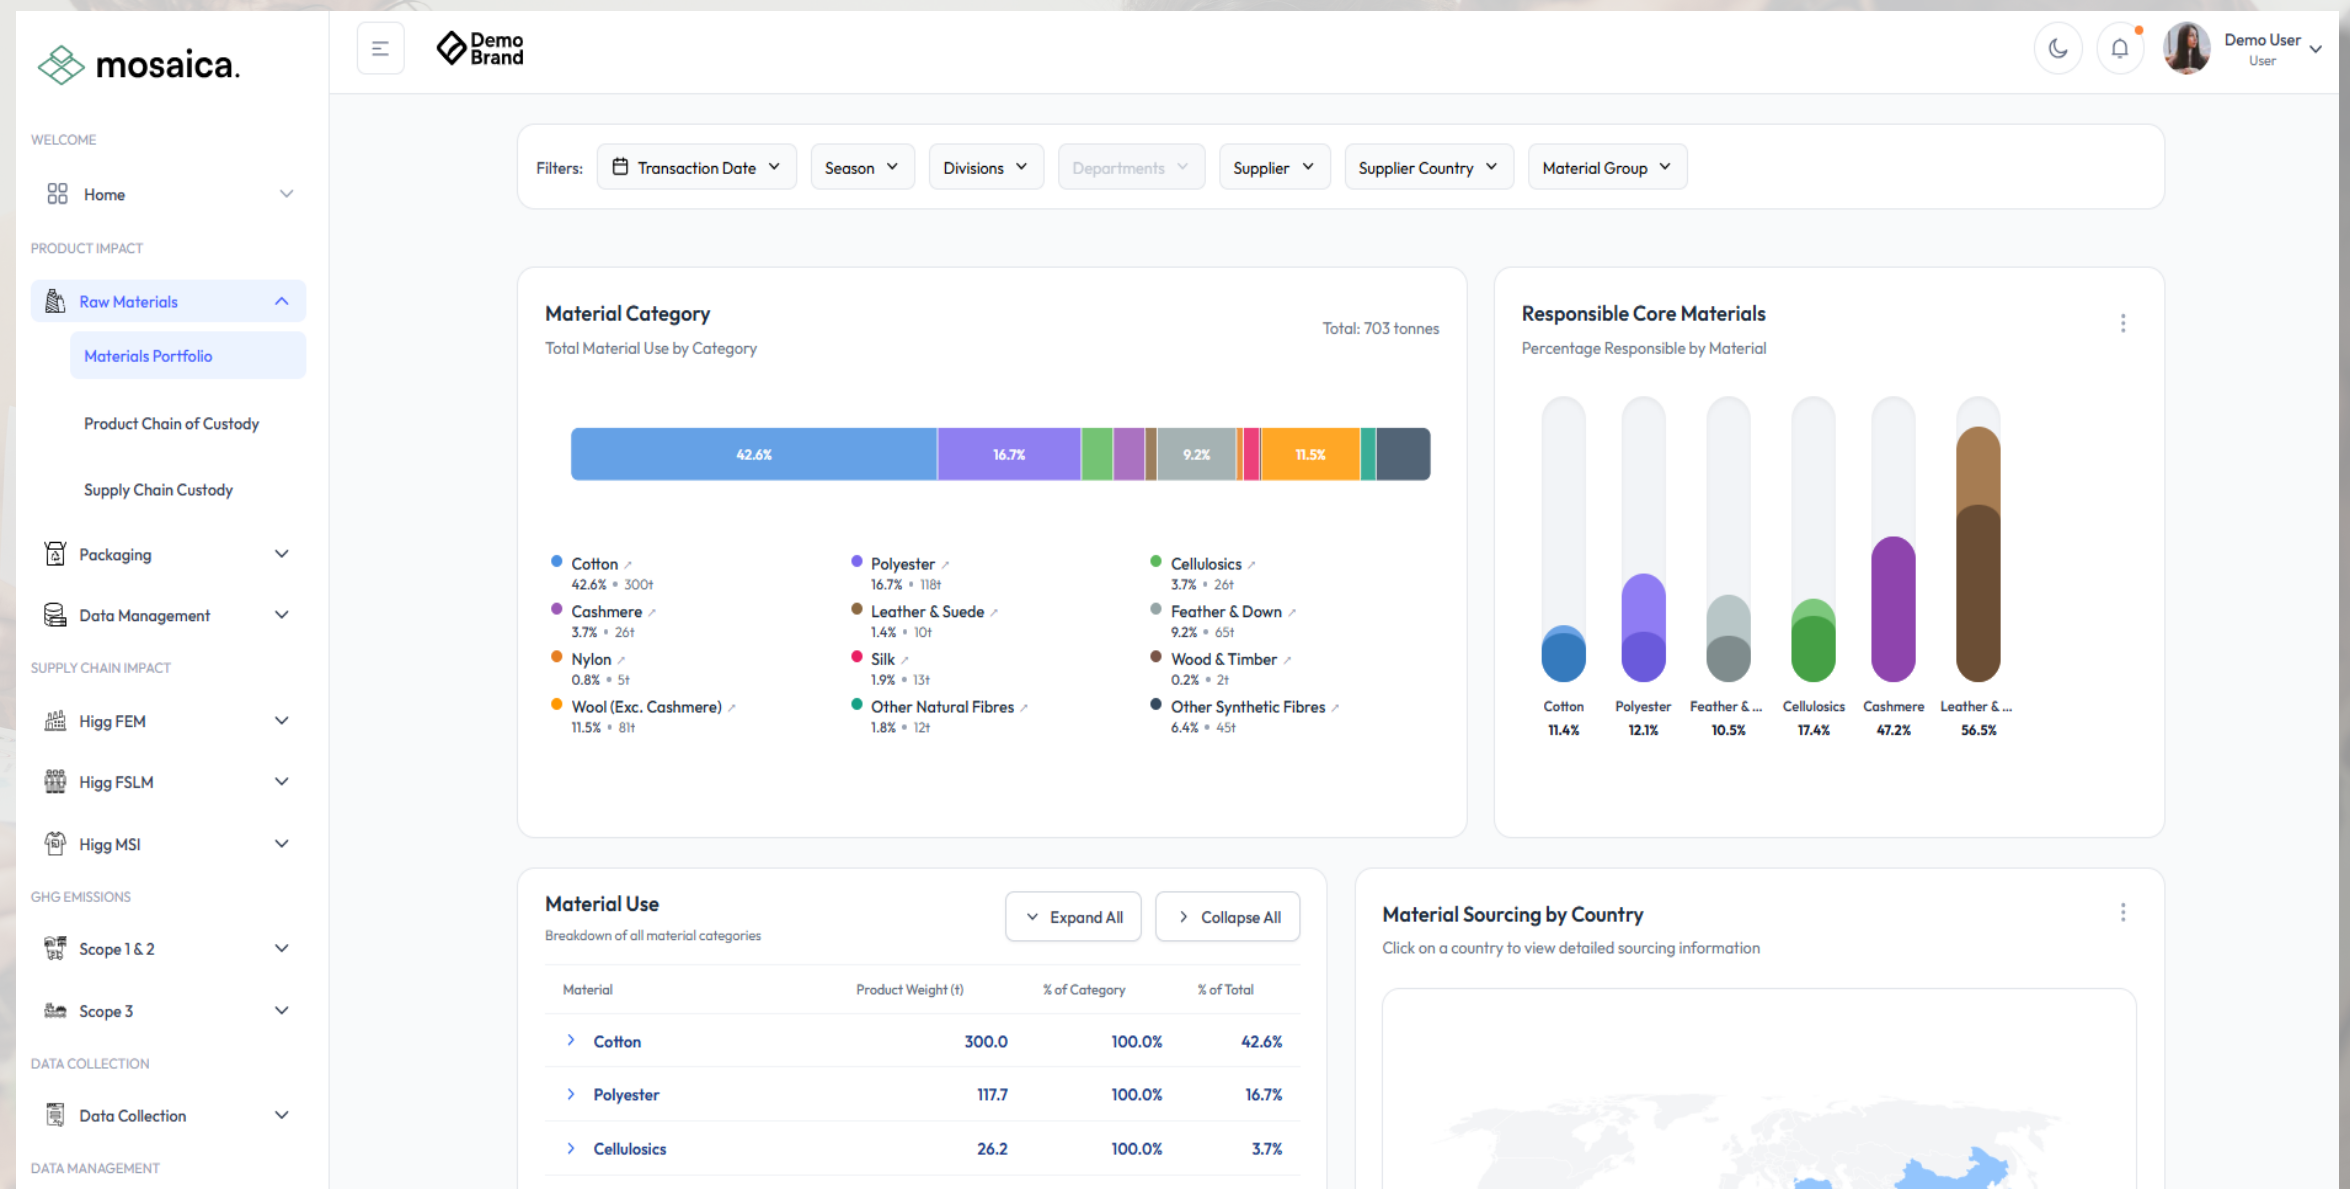 mosaica.
Demo
Brand
Demo User
User
WELCOME
Home
PRODUCT IMPACT
Raw Materials
Materials Portfolio
Product Chain of Custody
Supply Chain Custody
Packaging
Data Management
SUPPLY CHAIN IMPACT
Higg FEM
Higg FSLM
Higg MSI
GHG EMISSIONS
Scope 1 & 2
Scope 3
DATA COLLECTION
Data Collection
DATA MANAGEMENT
Filters: Transaction Date Season Divisions Departments Supplier Supplier Country Material Group
Material Category
Total: 703 tonnes
Total Material Use by Category
42.6% 16.7% 9.2% 11.5%
Cotton ↗ Polyester ↗ Cellulosics ↗
42.6% • 300t 16.7% • 118t 3.7% • 26t
Cashmere ↗ Leather & Suede ↗ Feather & Down ↗
3.7% • 26t 1.4% • 10t 9.2% • 65t
Nylon ↗ Silk ↗ Wood & Timber ↗
0.8% • 5t 1.9% • 13t 0.2% • 2t
Wool (Exc. Cashmere) ↗ Other Natural Fibres ↗ Other Synthetic Fibres ↗
11.5% • 81t 1.8% • 12t 6.4% • 45t
Responsible Core Materials
Percentage Responsible by Material
Cotton Polyester Feather & ... Cellulosics Cashmere Leather & ...
11.4% 12.1% 10.5% 17.4% 47.2% 56.5%
Material Use
Breakdown of all material categories
Expand All Collapse All
Material Product Weight (t) % of Category % of Total
Cotton 300.0 100.0% 42.6%
Polyester 117.7 100.0% 16.7%
Cellulosics 26.2 100.0% 3.7%
Material Sourcing by Country
Click on a country to view detailed sourcing information